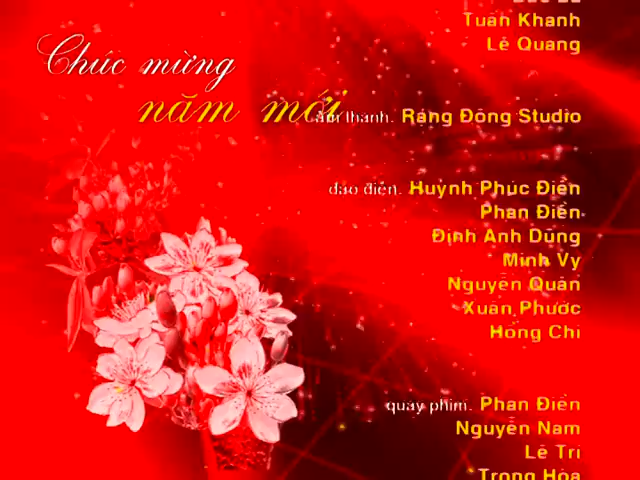 Tuấn Khanh
Lê Quang
Chúc mừng
năm mới
âm thanh. Rạng Đông Studio
đạo diễn. Huỳnh Phúc Điền
Phan Điền
Đinh Anh Dũng
Minh Vy
Nguyễn Quân
Xuân Phước
Hồng Chi
quay phim. Phan Điền
Nguyễn Nam
Lê Trí
Trọng Hòa